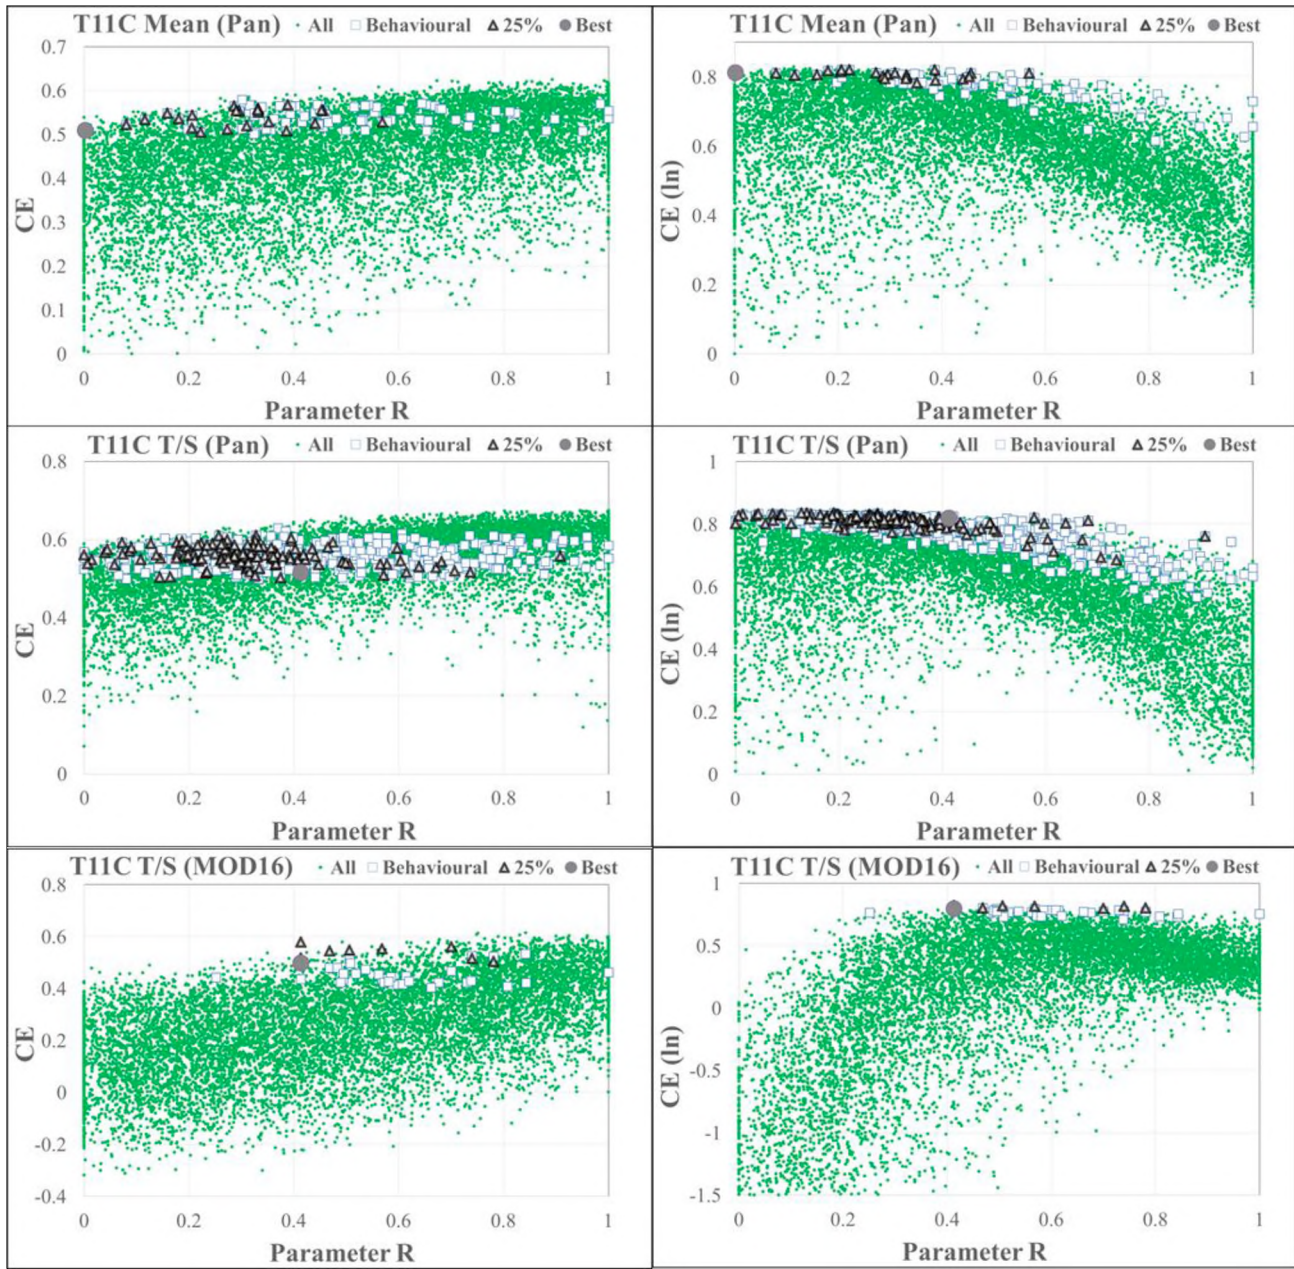 T11C Mean (Pan) All Behavioural 25% Best
0.7
0.6
0.5
0.4
0.3
0.2
0.1
0
CE
0 0.2 0.4 0.6 0.8 1
Parameter R
T11C Mean (Pan) All Behavioural 25% Best
0.8
0.6
0.4
0.2
0
CE (ln)
0 0.2 0.4 0.6 0.8 1
Parameter R
T11C T/S (Pan) All Behavioural 25% Best
0.8
0.6
0.4
0.2
0
CE
0 0.2 0.4 0.6 0.8 1
Parameter R
T11C T/S (Pan) All Behavioural 25% Best
1
0.8
0.6
0.4
0.2
0
CE (ln)
0 0.2 0.4 0.6 0.8 1
Parameter R
T11C T/S (MOD16) All Behavioural 25% Best
0.8
0.6
0.4
0.2
0
-0.2
-0.4
CE
0 0.2 0.4 0.6 0.8 1
Parameter R
T11C T/S (MOD16) All Behavioural 25% Best
1
0.5
0
-0.5
-1
-1.5
CE (ln)
0 0.2 0.4 0.6 0.8 1
Parameter R